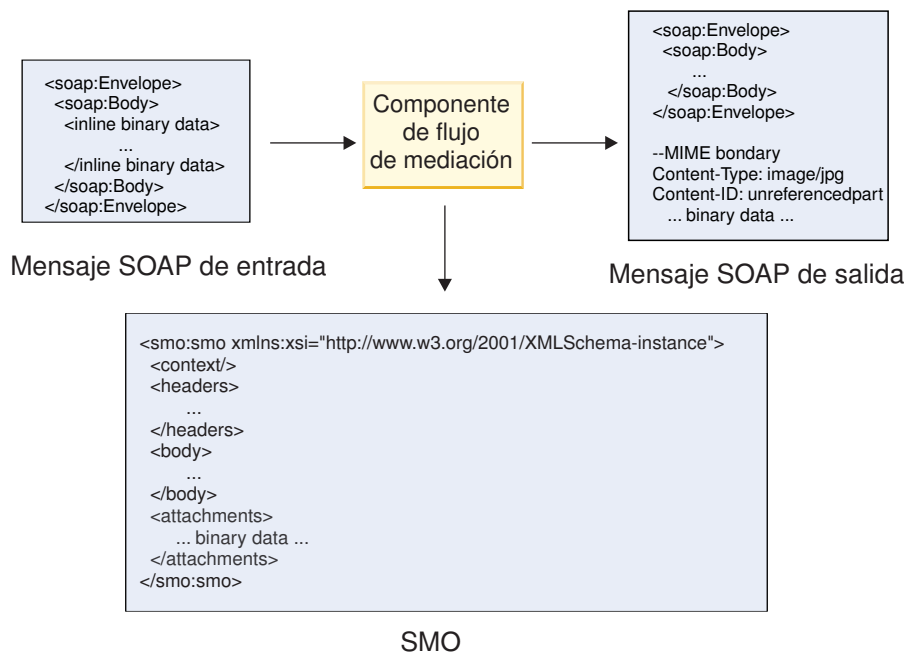 <soap:Envelope>
<soap:Body>
<inline binary data>
...
</inline binary data>
</soap:Body>
</soap:Envelope>
Mensaje SOAP de entrada
Componente
de flujo
de mediación
<soap:Envelope>
<soap:Body>
...
</soap:Body>
</soap:Envelope>
--MIME bondary
Content-Type: image/jpg
Content-ID: unreferencedpart
... binary data ...
Mensaje SOAP de salida
<smo:smo xmlns:xsi="http://www.w3.org/2001/XMLSchema-instance">
<context/>
<headers>
...
</headers>
<body>
...
</body>
<attachments>
... binary data ...
</attachments>
</smo:smo>
SMO